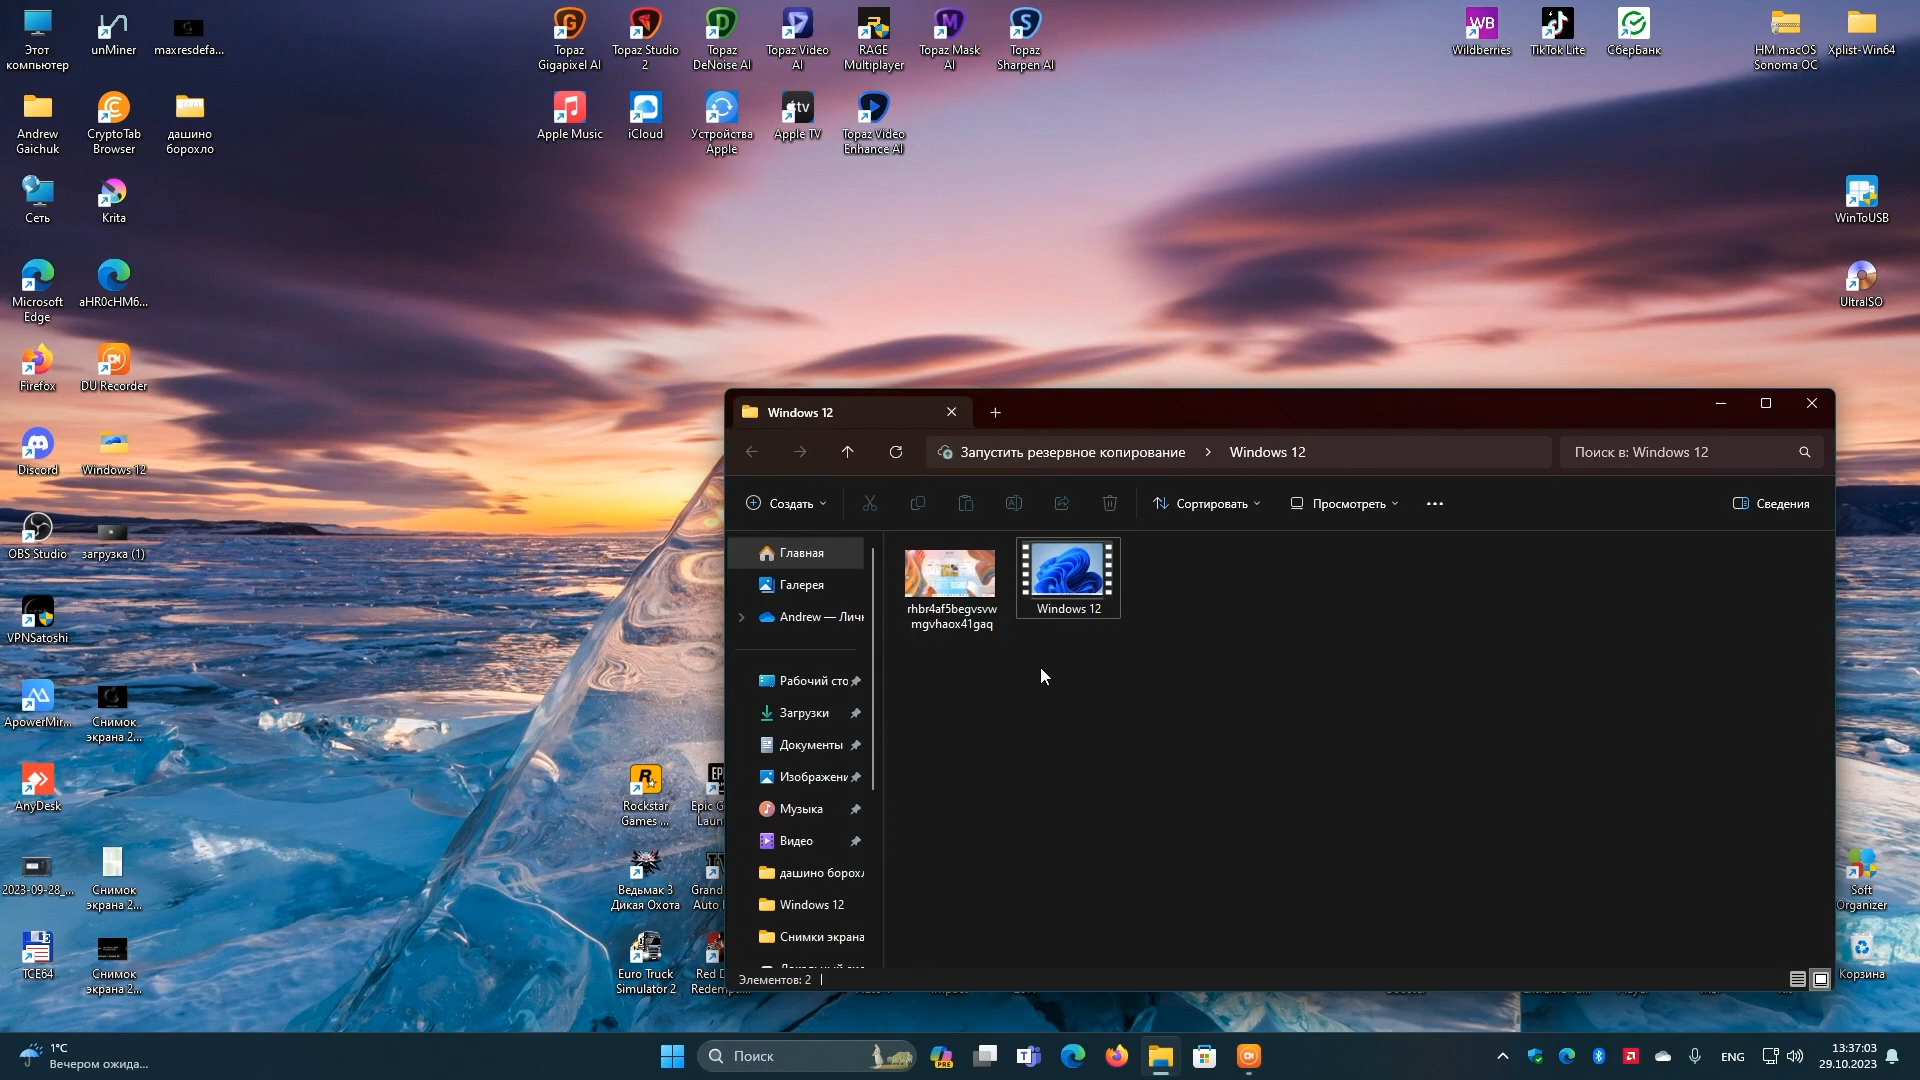 Этот
компьютер
unMiner
maxresdefa...
Topaz
Gigapixel AI
Topaz Studio
2
Topaz
DeNoise AI
Topaz Video
AI
RAGE
Multiplayer
Topaz Mask
AI
Topaz
Sharpen AI
Wildberries
TikTok Lite
СберБанк
HM macOS
Sonoma ОС
Xplist-Win64
Andrew
Gaichuk
CryptoTab
Browser
дашино
борохло
Apple Music
iCloud
Устройства
Apple
Apple TV
Topaz Video
Enhance AI
Сеть
Krita
WinToUSB
Microsoft
Edge
aHR0cHM6...
UltraISO
Firefox
DU Recorder
Discord
Windows 12
OBS Studio
загрузка (1)
VPNSatoshi
ApowerMir...
Снимок
экрана 2...
AnyDesk
Rockstar
Games ...
2023-09-28_...
Снимок
экрана 2...
Ведьмак 3
Дикая Охота
Soft
Organizer
TCE64
Снимок
экрана 2...
Euro Truck
Simulator 2
Корзина
Windows 12
Запустить резервное копирование
Windows 12
Поиск в: Windows 12
Создать
Сортировать
Просмотреть
Сведения
Главная
Галерея
Andrew — Личн
Рабочий сто
Загрузки
Документы
Изображени
Музыка
Видео
дашино борохл
Windows 12
Снимки экрана
rhbr4af5begvsvw
mgvhaox41gaq
Windows 12
Элементов: 2
1°C
Вечером ожида...
Поиск
ENG
13:37:03
29.10.2023